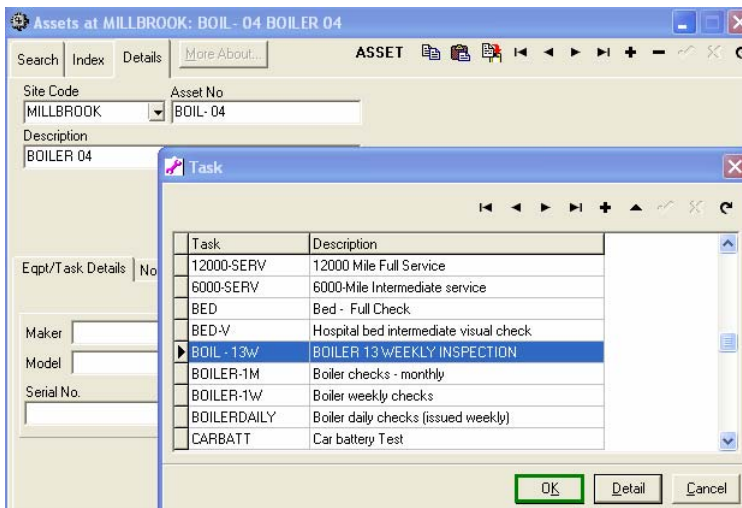 Assets at MILLBROOK: BOIL- 04 BOILER 04
Search Index Details More About... ASSET
Site Code Asset No
MILLBROOK BOIL- 04
Description
BOILER 04
Task
Task Description
12000-SERV 12000 Mile Full Service
6000-SERV 6000-Mile Intermediate service
BED Bed - Full Check
BED-V Hospital bed intermediate visual check
BOIL - 13W BOILER 13 WEEKLY INSPECTION
BOILER-1M Boiler checks - monthly
BOILER-1W Boiler weekly checks
BOILERDAILY Boiler daily checks (issued weekly)
CARBATT Car battery Test
Eqpt/Task Details No
Maker
Model
Serial No.
OK Detail Cancel